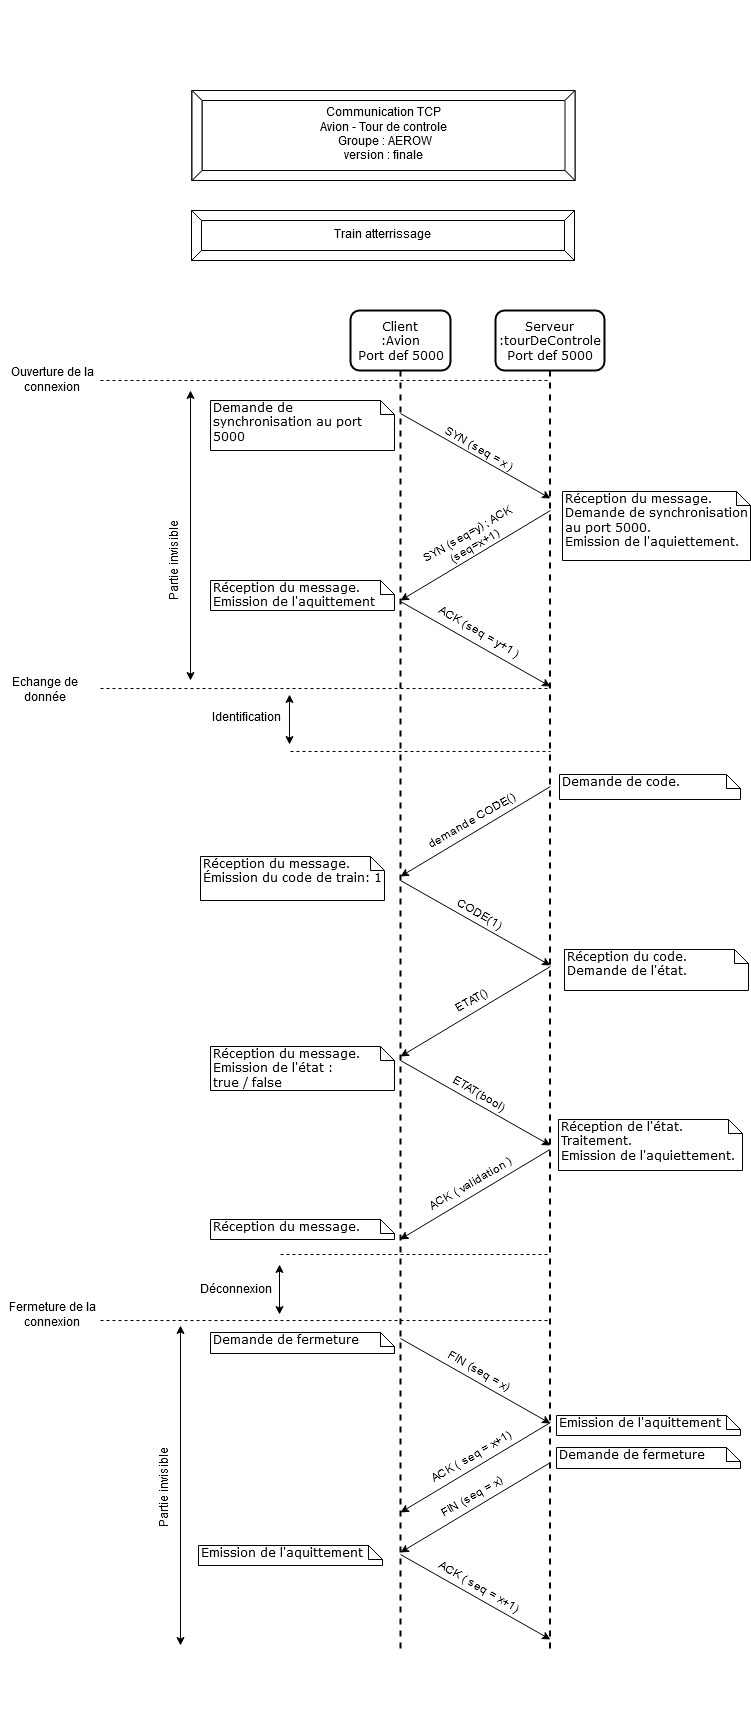 Communication TCP
Avion - Tour de controle
Groupe : AEROW
version : finale
Train atterrissage
Client
:Avion
Port def 5000
Serveur
:tourDeControle
Port def 5000
Ouverture de la
connexion
Demande de
synchronisation au port
5000
SYN (seq = x )
Réception du message.
Demande de synchronisation
au port 5000.
Emission de l'aquiettement.
SYN (seq=y) ; ACK
(seq=x+1)
Partie invisible
Réception du message.
Emission de l'aquittement
ACK (seq = y+1 )
Echange de
donnée
Identification
Demande de code.
demande CODE()
Réception du message.
Émission du code de train: 1
CODE(1)
Réception du code.
Demande de l'état.
ETAT()
Réception du message.
Emission de l'état :
true / false
ETAT(bool)
Réception de l'état.
Traitement.
Emission de l'aquiettement.
ACK ( validation )
Réception du message.
Déconnexion
Fermeture de la
connexion
Demande de fermeture
FIN (seq = x)
Emission de l'aquittement
ACK ( seq = x+1)
Demande de fermeture
FIN (seq = x)
Partie invisible
Emission de l'aquittement
ACK ( seq = x+1)